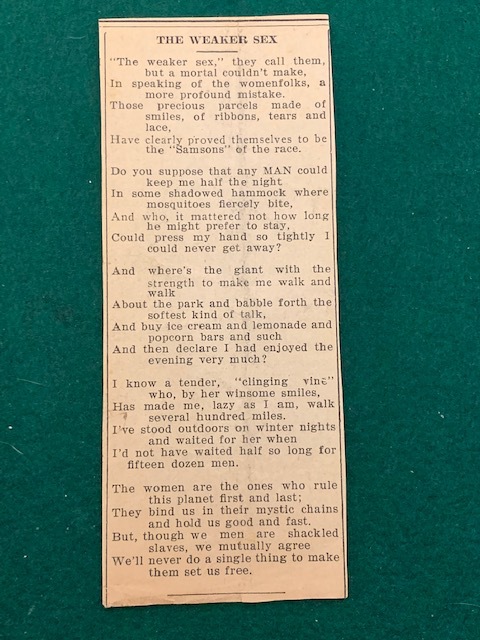 THE WEAKER SEX
"The weaker sex," they call them,
but a mortal couldn't make,
In speaking of the womenfolks, a
more profound mistake.
Those precious parcels made of
smiles, of ribbons, tears and
lace,
Have clearly proved themselves to be
the "Samsons" of the race.
Do you suppose that any MAN could
keep me half the night
In some shadowed hammock where
mosquitoes fiercely bite,
And who, it mattered not how long
he might prefer to stay,
Could press my hand so tightly I
could never get away?
And where's the giant with the
strength to make me walk and
walk
About the park and babble forth the
softest kind of talk,
And buy ice cream and lemonade and
popcorn bars and such
And then declare I had enjoyed the
evening very much?
I know a tender, "clinging vine"
who, by her winsome smiles,
Has made me, lazy as I am, walk
several hundred miles.
I've stood outdoors on winter nights
and waited for her when
I'd not have waited half so long for
fifteen dozen men.
The women are the ones who rule
this planet first and last;
They bind us in their mystic chains
and hold us good and fast.
But, though we men are shackled
slaves, we mutually agree
We'll never do a single thing to make
them set us free.